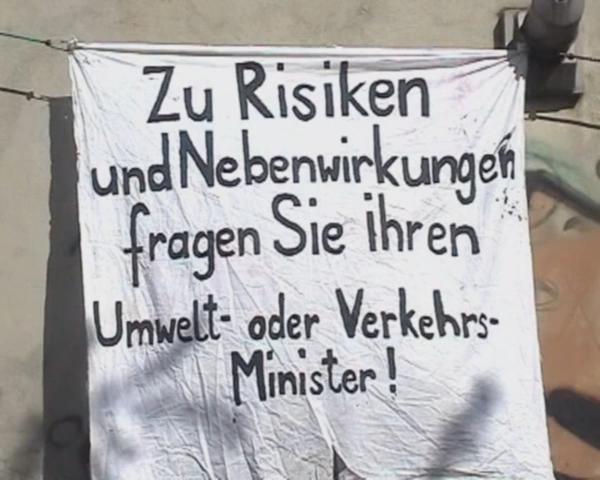 Zu Risiken
und Nebenwirkungen
fragen Sie ihren
Umwelt- oder Verkehrs-
Minister!